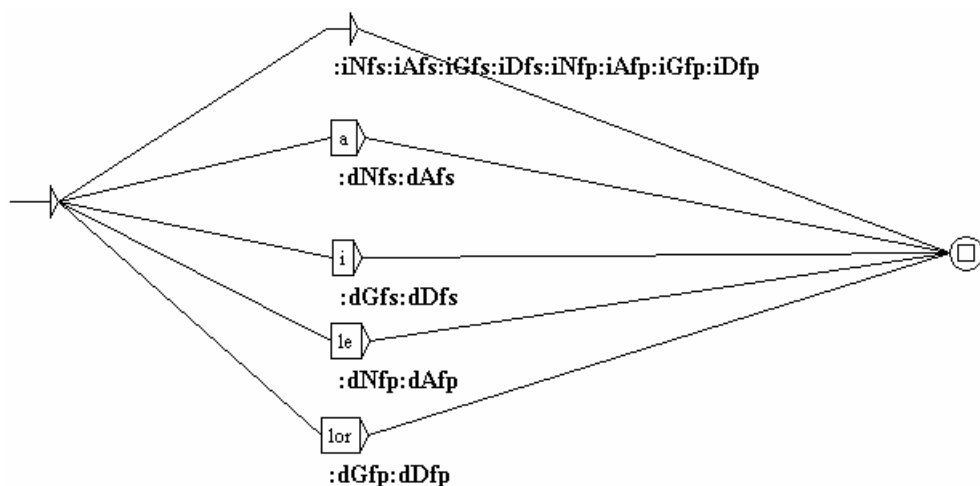 :iNfs:iAfs:iGfs:iDfs:iNfp:iAfp:iGfp:iDfp
a
:dNfs:dAfs
i
:dGfs:dDfs
le
:dNfp:dAfp
lor
:dGfp:dDfp